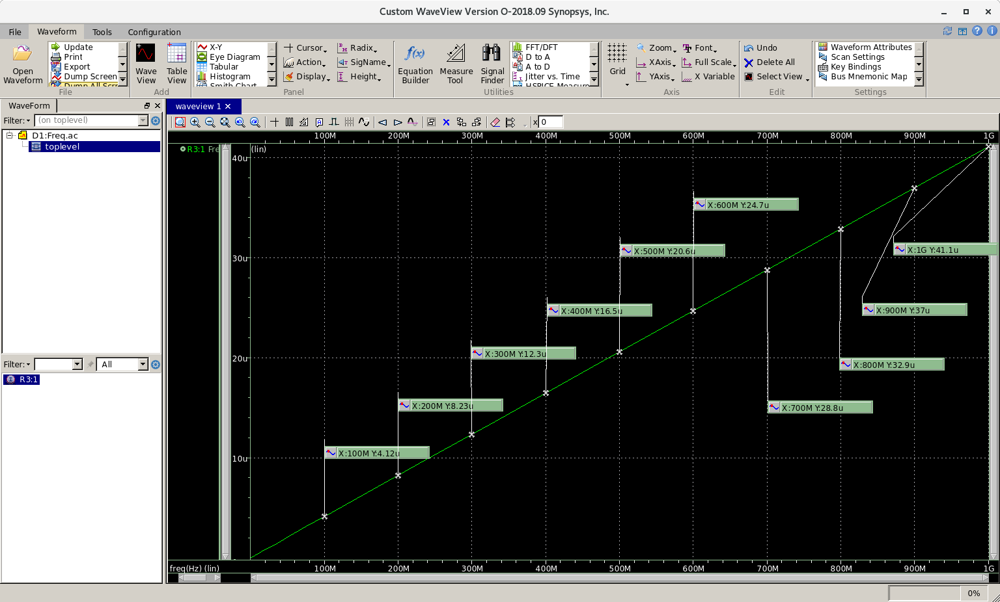 Custom WaveView Version O-2018.09 Synopsys, Inc.
File Waveform Tools Configuration
Open Waveform
Update
Print
Export
Dump Screen
Dump All Scr
File
Wave View
Table View
Add
X-Y
Eye Diagram
Tabular
Histogram
Smith Chart
Cursor
Action
Display
Radix
SigName
Height
Panel
Equation Builder
Measure Tool
Signal Finder
FFT/DFT
D to A
A to D
Jitter vs. Time
HSPICE Measure
Utilities
Grid
Zoom
XAxis
YAxis
Font
Full Scale
X Variable
Axis
Undo
Delete All
Select View
Edit
Waveform Attributes
Scan Settings
Key Bindings
Bus Mnemonic Map
Settings
WaveForm
Filter: (on toplevel)
D1:Freq.ac
toplevel
Filter: All
R3:1
waveview 1
x 0
100M 200M 300M 400M 500M 600M 700M 800M 900M 1G
R3:1 Fre
(lin)
40u
30u
20u
10u
X:600M Y:24.7u
X:1G Y:41.1u
X:500M Y:20.6u
X:400M Y:16.5u
X:900M Y:37u
X:300M Y:12.3u
X:800M Y:32.9u
X:200M Y:8.23u
X:700M Y:28.8u
X:100M Y:4.12u
freq(Hz) (lin) 100M 200M 300M 400M 500M 600M 700M 800M 900M 1G
0%